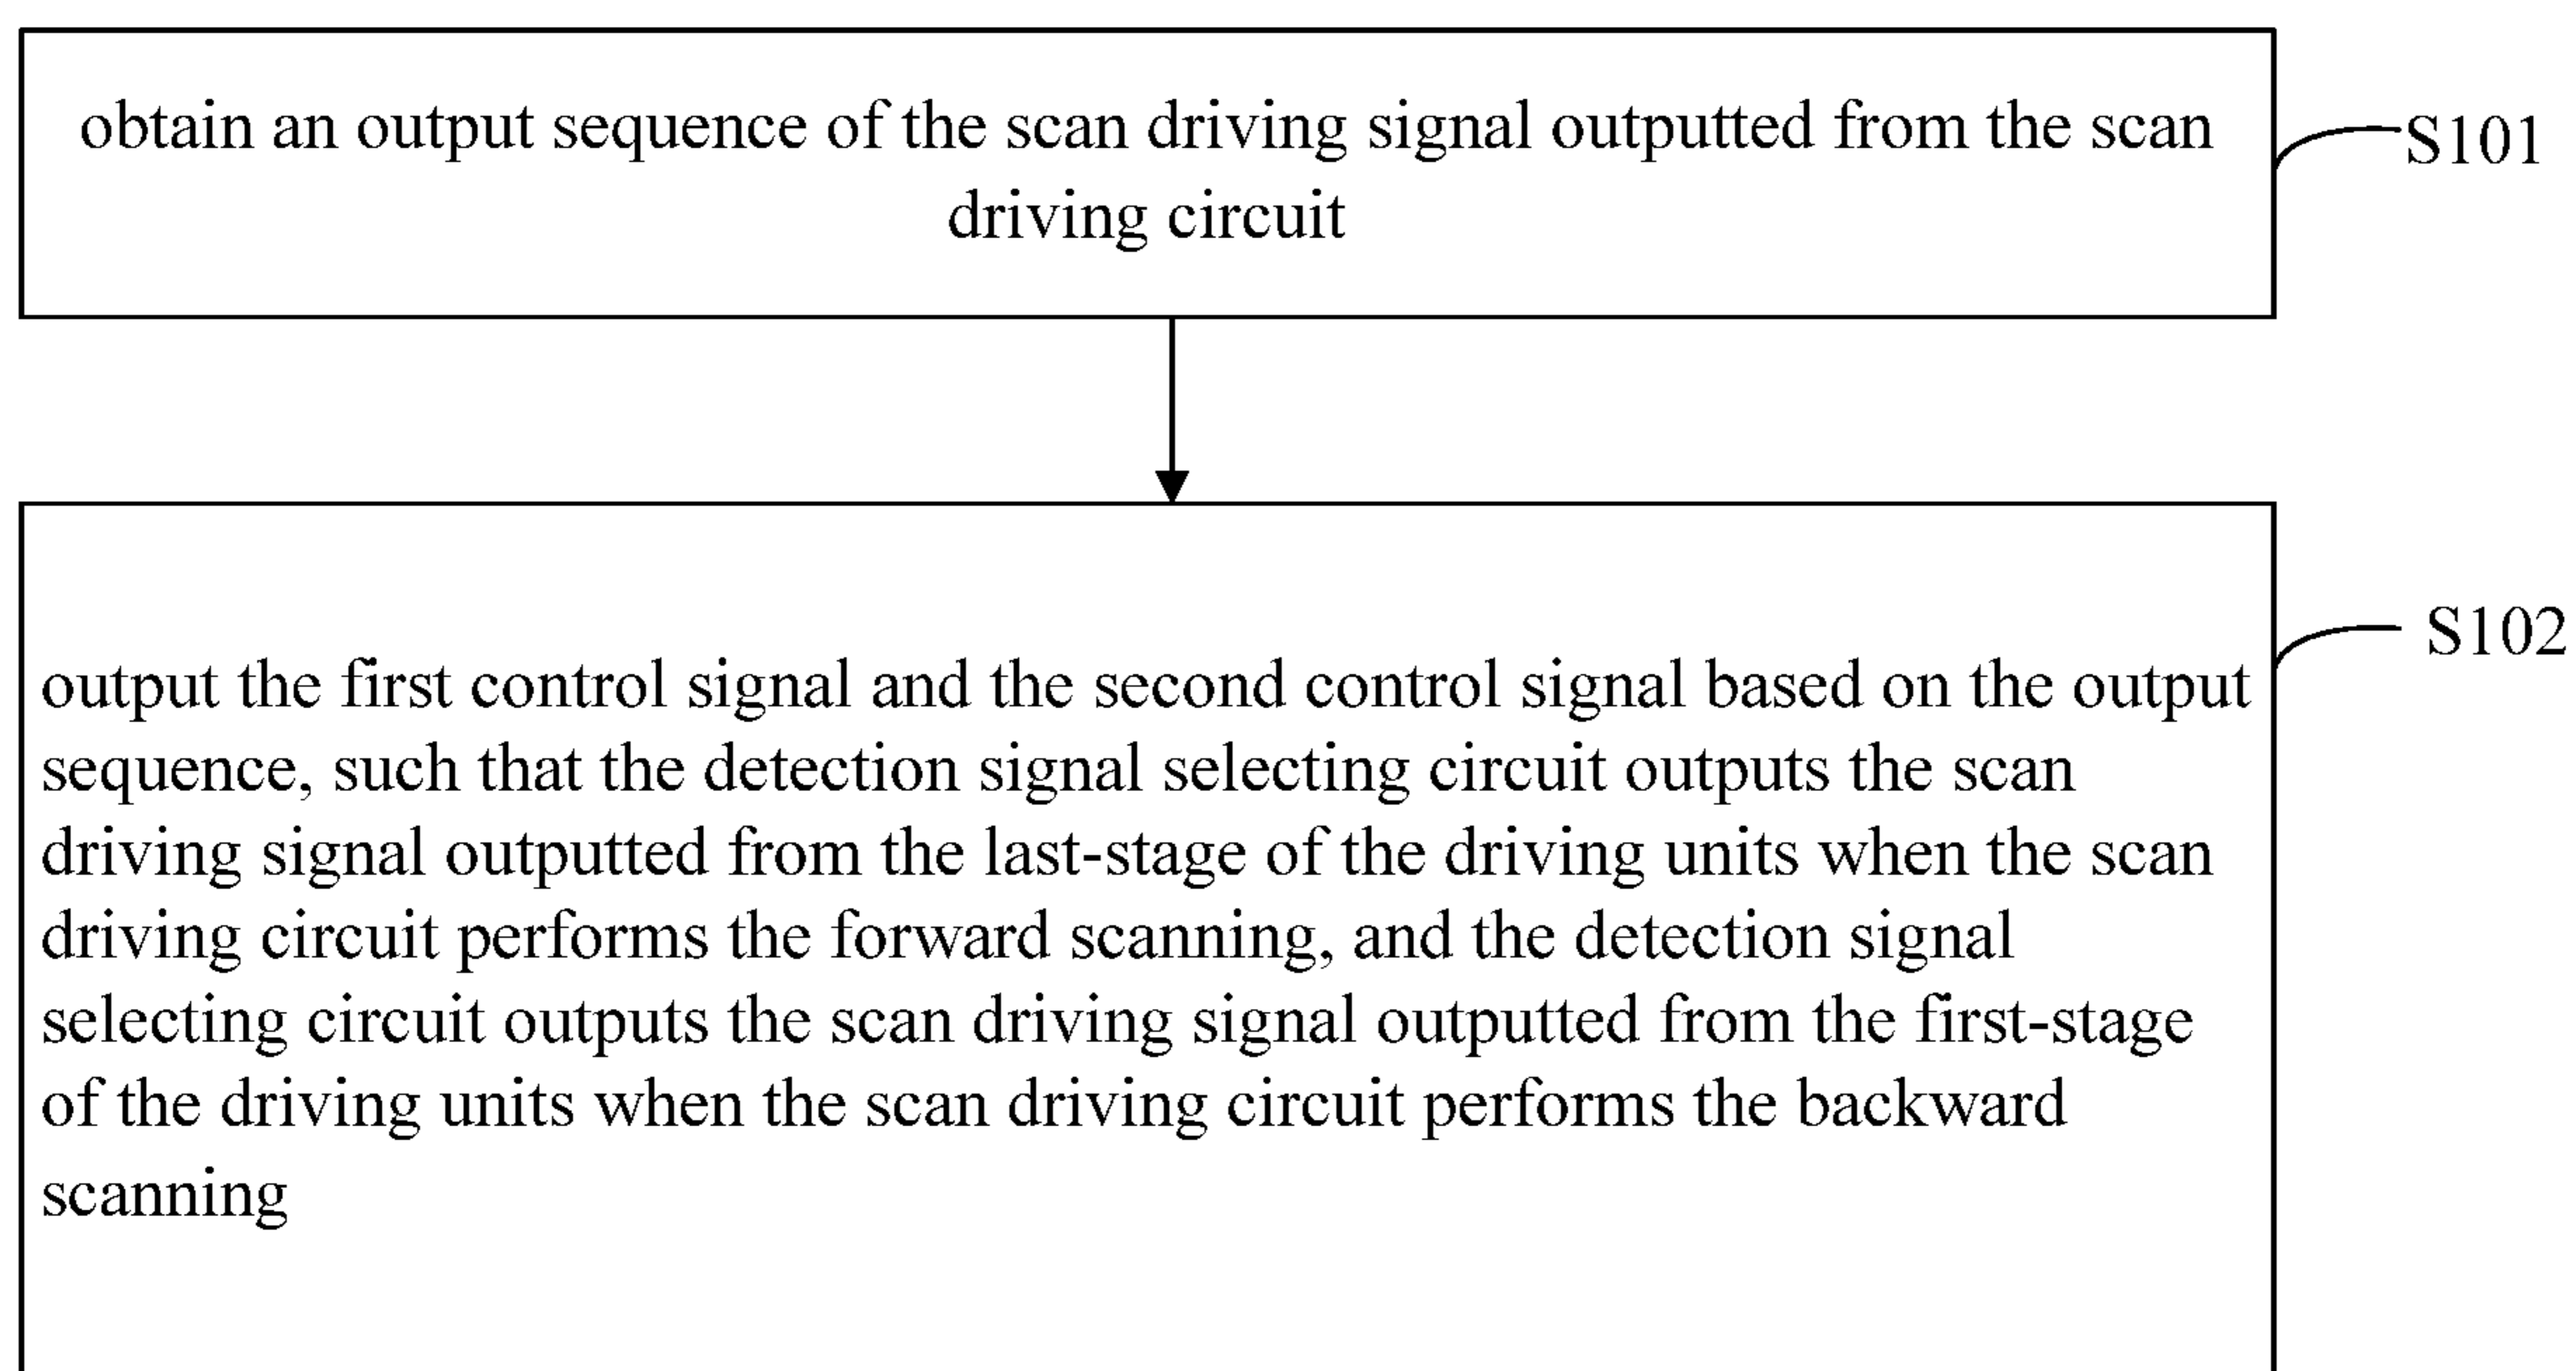 obtain an output sequence of the scan driving signal outputted from the scan
driving circuit
S101
output the first control signal and the second control signal based on the output
sequence, such that the detection signal selecting circuit outputs the scan
driving signal outputted from the last-stage of the driving units when the scan
driving circuit performs the forward scanning, and the detection signal
selecting circuit outputs the scan driving signal outputted from the first-stage
of the driving units when the scan driving circuit performs the backward
scanning
S102